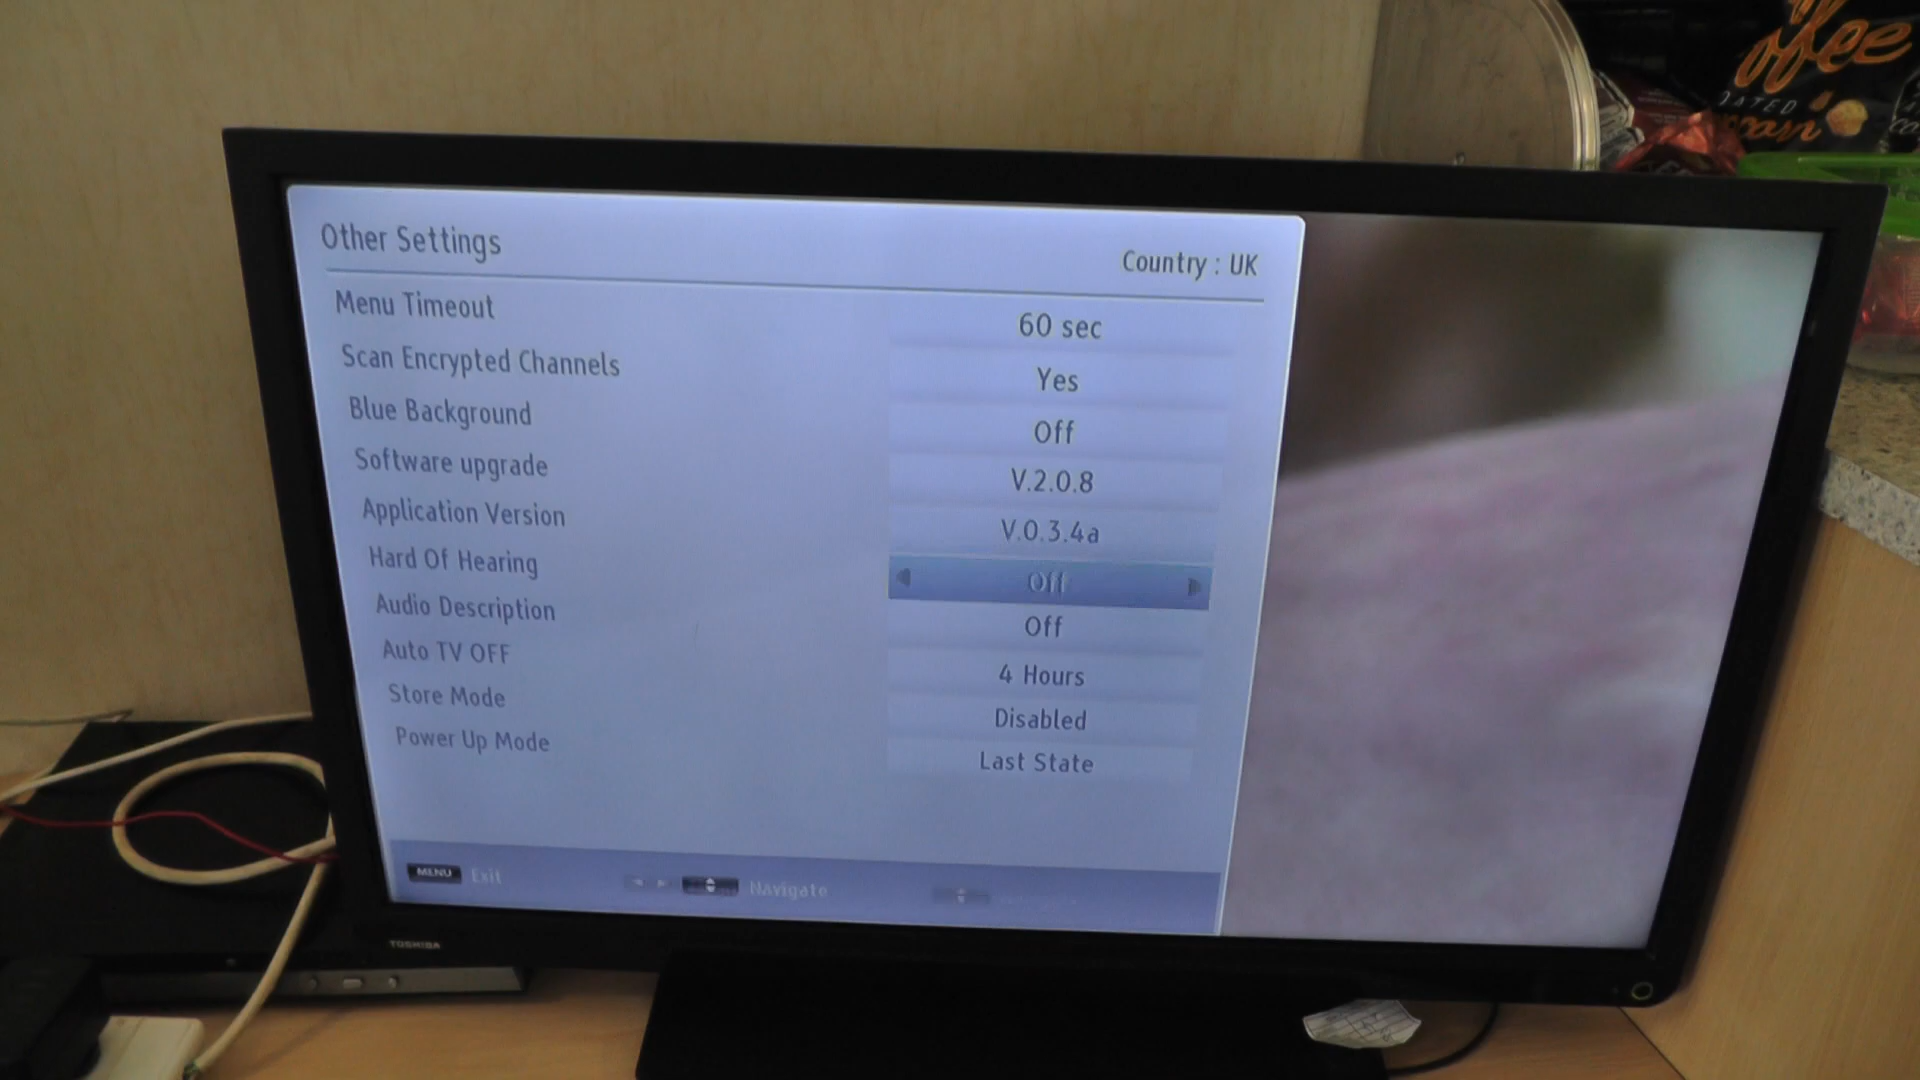 Other Settings
Country : UK
Menu Timeout 60 sec
Scan Encrypted Channels Yes
Blue Background Off
Software upgrade V.2.0.8
Application Version V.0.3.4a
Hard Of Hearing Off
Audio Description Off
Auto TV OFF 4 Hours
Store Mode Disabled
Power Up Mode Last State
MENU Exit
Navigate
TOSHIBA